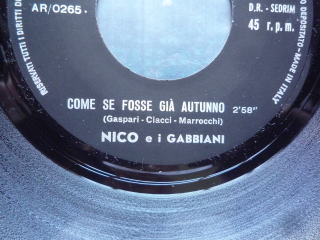 AR/0265·
D.R. - SEDRIM
45 r.p.m.
RISERVATI TUTTI I DIRITTI D
O DEPOSITATO - MADE IN ITALY
COME SE FOSSE GIÀ AUTUNNO 2'58"
(Gaspari - Ciacci - Marrocchi)
NICO e i GABBIANI